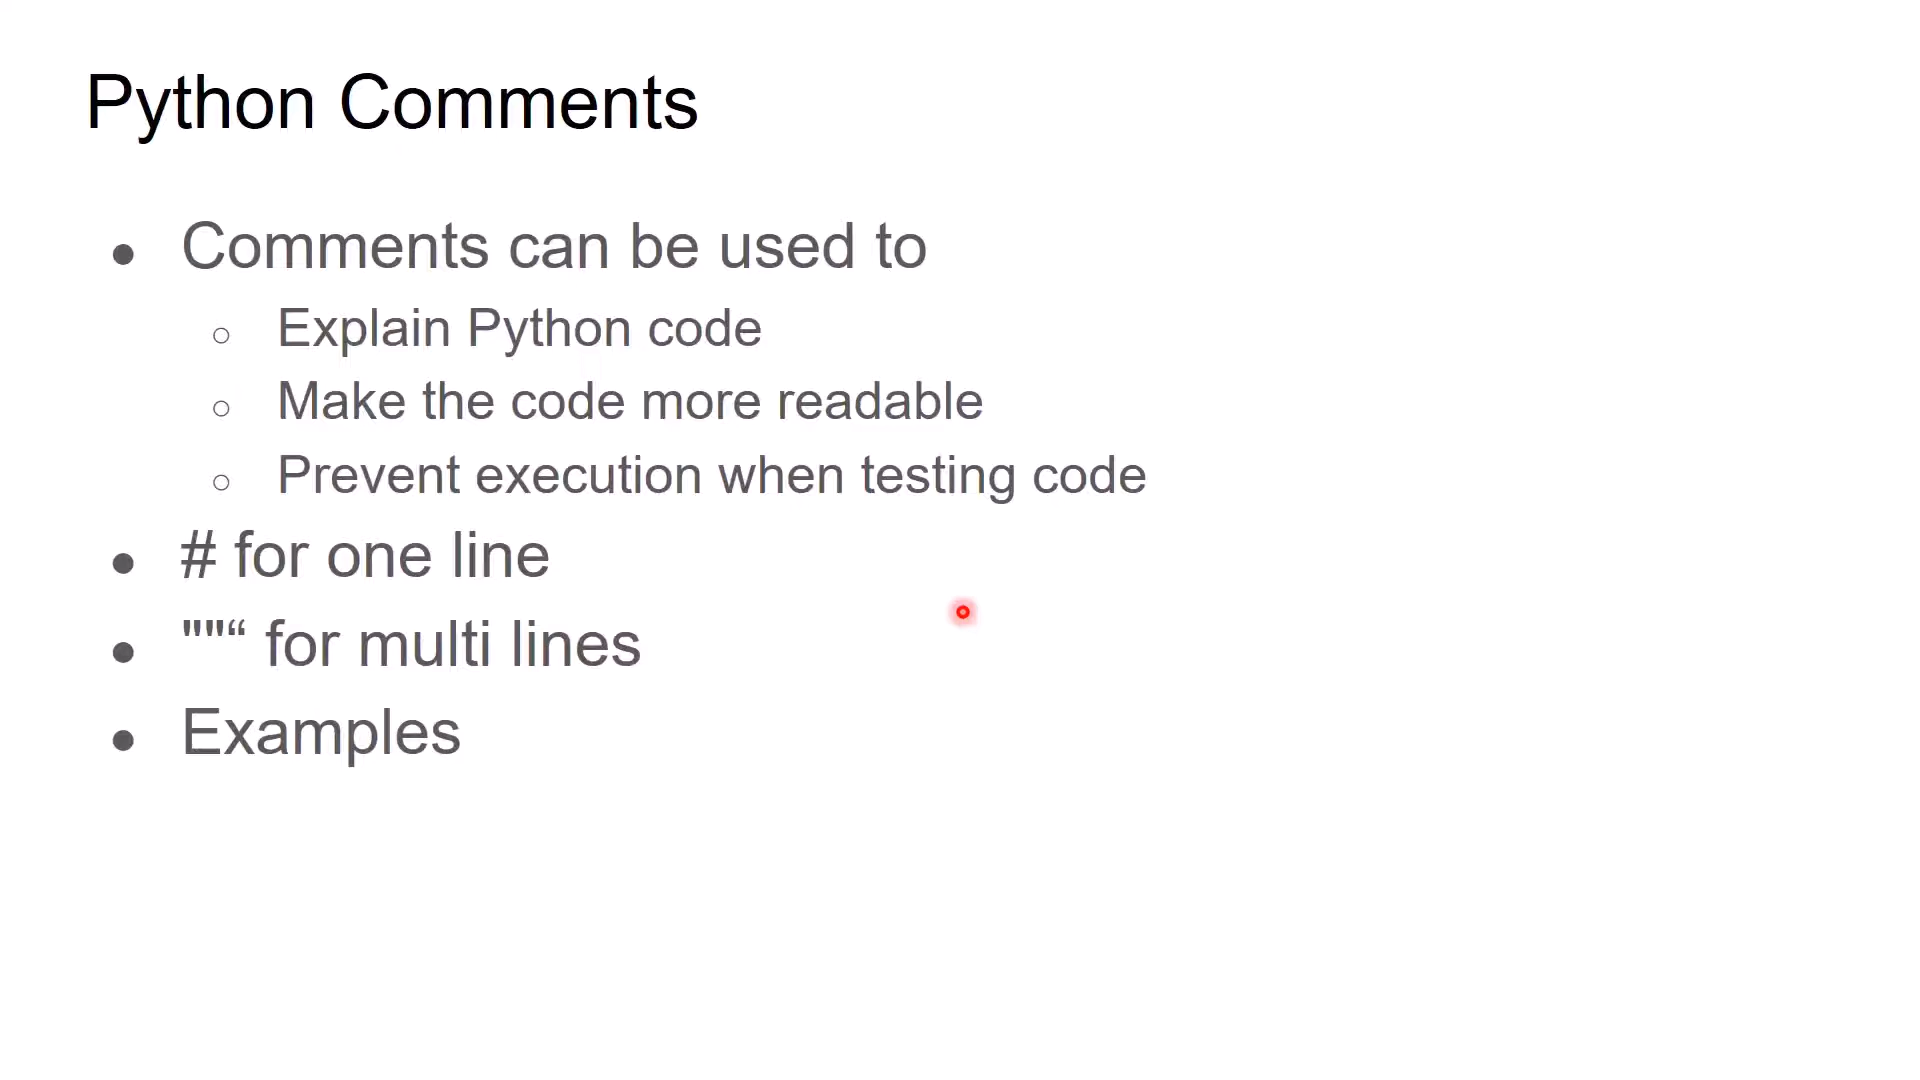 Python Comments
● Comments can be used to
○ Explain Python code
○ Make the code more readable
○ Prevent execution when testing code
● # for one line
● ""“ for multi lines
● Examples